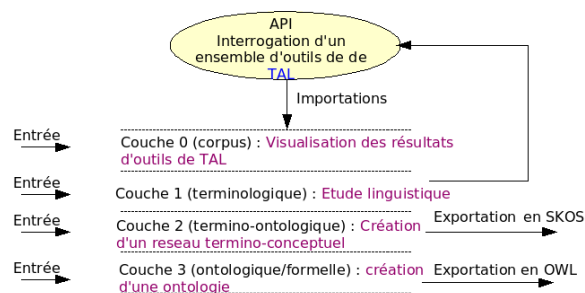 API
Interrogation d'un
ensemble d'outils de de
TAL
Importations
Entrée
Couche 0 (corpus) : Visualisation des résultats
d'outils de TAL
Entrée
Couche 1 (terminologique) : Etude linguistique
Entrée
Couche 2 (termino-ontologique) : Création
d'un reseau termino-conceptuel
Exportation en SKOS
Entrée
Couche 3 (ontologique/formelle) : création
d'une ontologie
Exportation en OWL